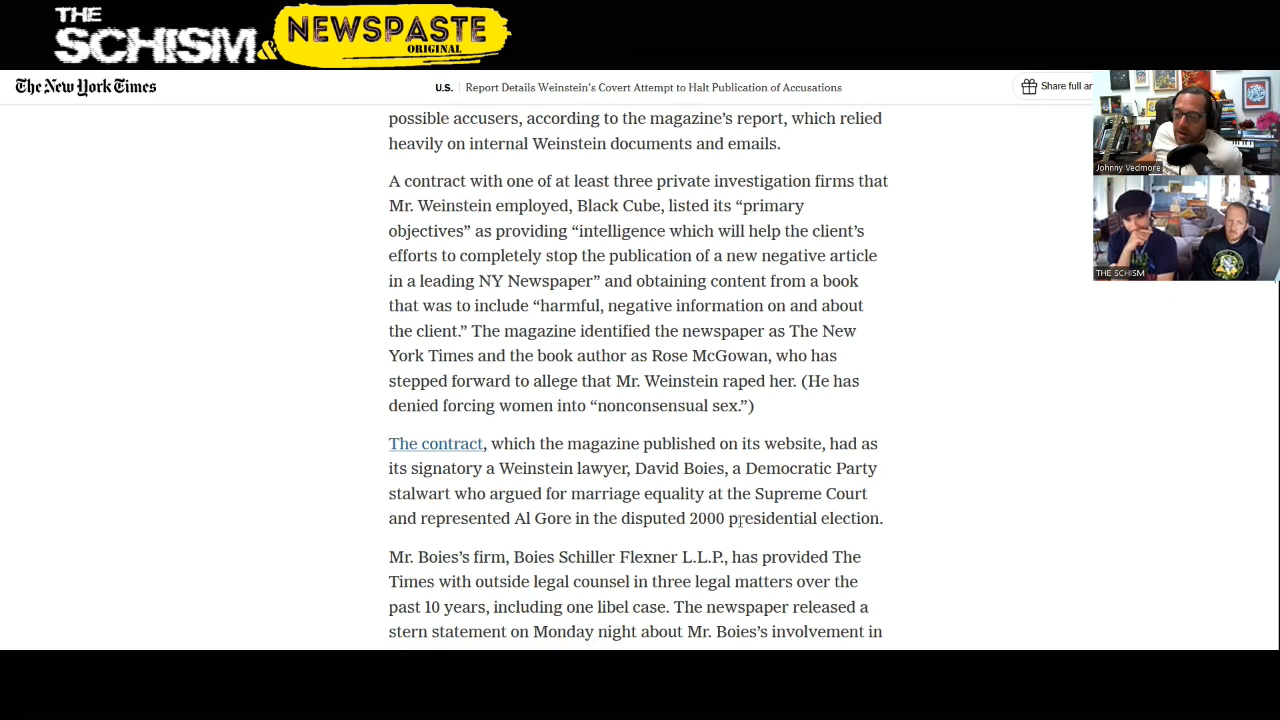 THE
SCHISM & NEWSPASTE
ORIGINAL
The New York Times
U.S. | Report Details Weinstein's Covert Attempt to Halt Publication of Accusations
Share full ar
possible accusers, according to the magazine's report, which relied
heavily on internal Weinstein documents and emails.
A contract with one of at least three private investigation firms that
Mr. Weinstein employed, Black Cube, listed its “primary
objectives” as providing “intelligence which will help the client's
efforts to completely stop the publication of a new negative article
in a leading NY Newspaper” and obtaining content from a book
that was to include “harmful, negative information on and about
the client.” The magazine identified the newspaper as The New
York Times and the book author as Rose McGowan, who has
stepped forward to allege that Mr. Weinstein raped her. (He has
denied forcing women into “nonconsensual sex.”)
The contract, which the magazine published on its website, had as
its signatory a Weinstein lawyer, David Boies, a Democratic Party
stalwart who argued for marriage equality at the Supreme Court
and represented Al Gore in the disputed 2000 presidential election.
Mr. Boies's firm, Boies Schiller Flexner L.L.P., has provided The
Times with outside legal counsel in three legal matters over the
past 10 years, including one libel case. The newspaper released a
stern statement on Monday night about Mr. Boies's involvement in
Johnny Vedmore
THE SCHISM